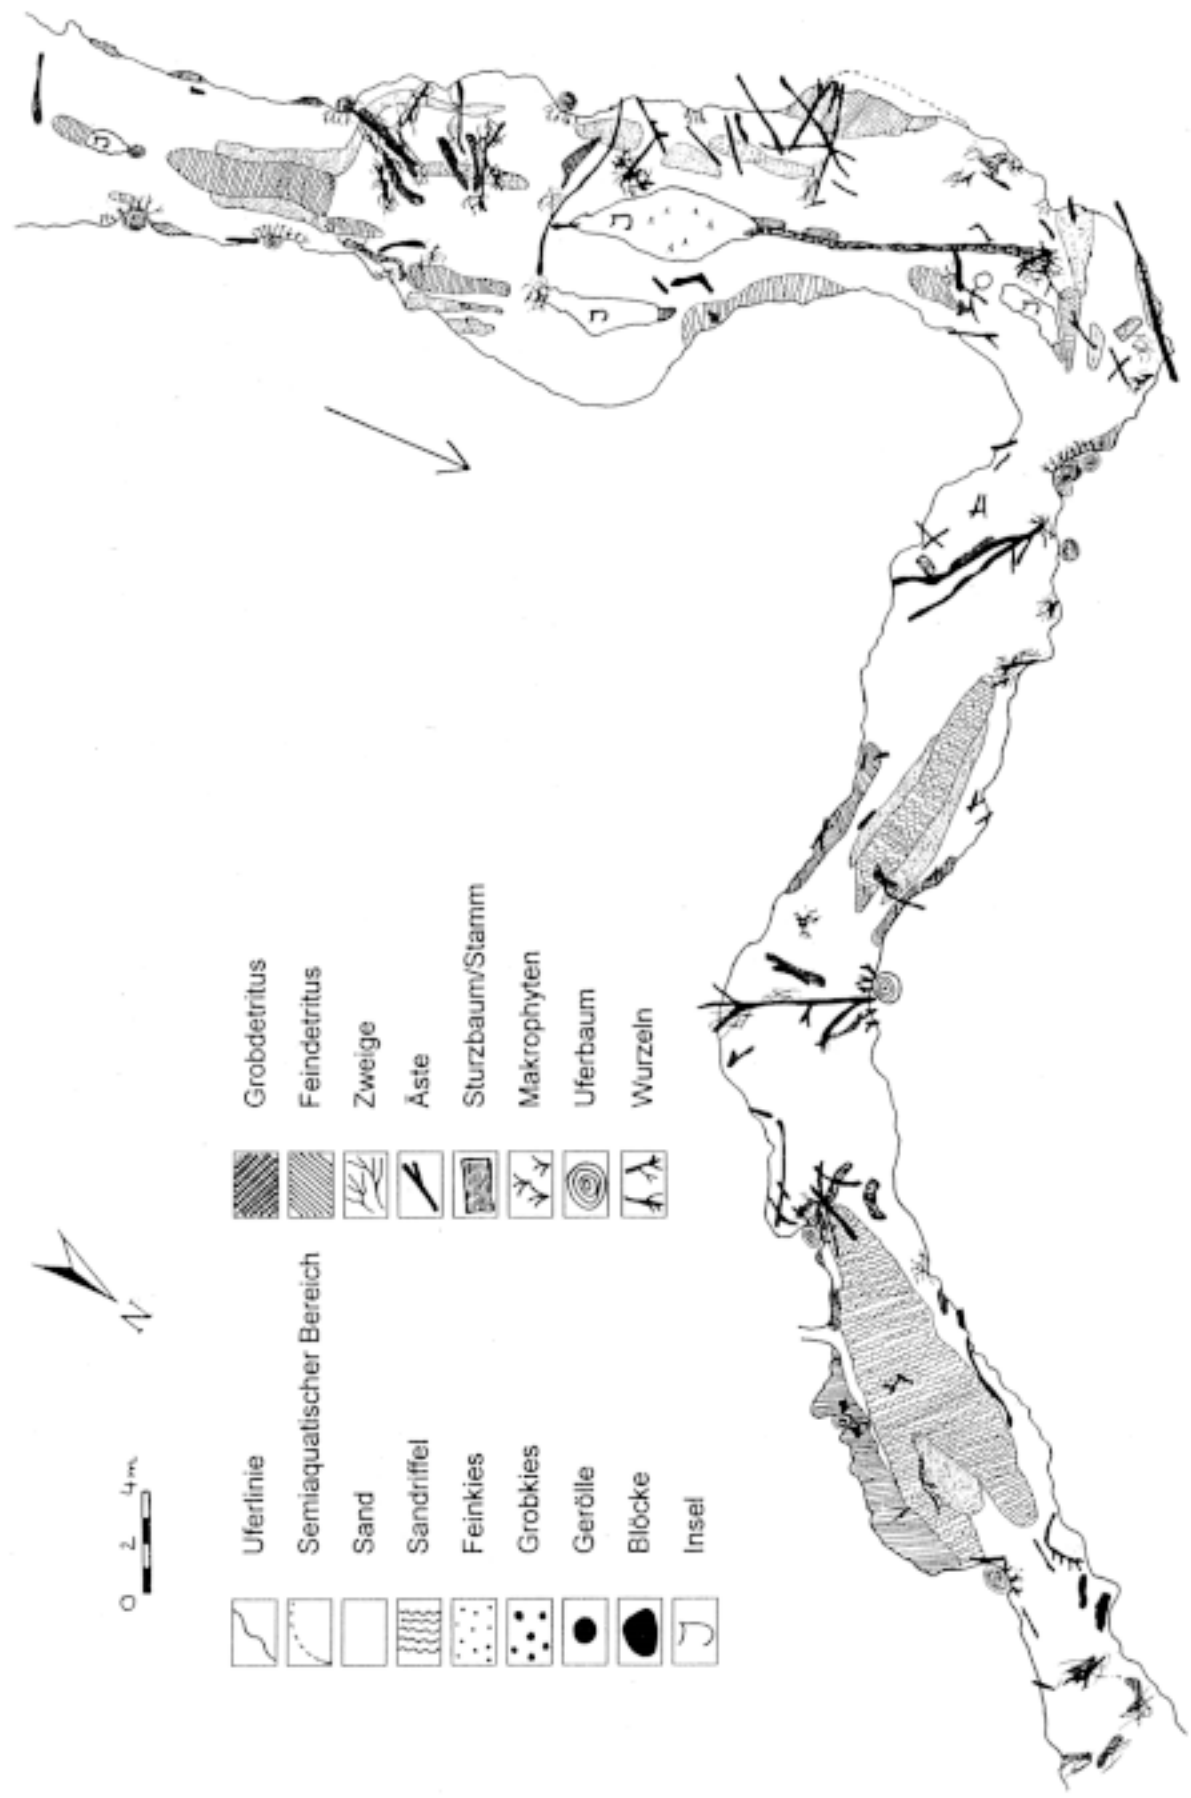 0 2 4m
N
Uferlinie
Semiaquatischer Bereich
Sand
Sandriffel
Feinkies
Grobkies
Gerölle
Blöcke
Insel
Grobdetritus
Feindetritus
Zweige
Äste
Sturzbaum/Stamm
Makrophyten
Uferbaum
Wurzeln